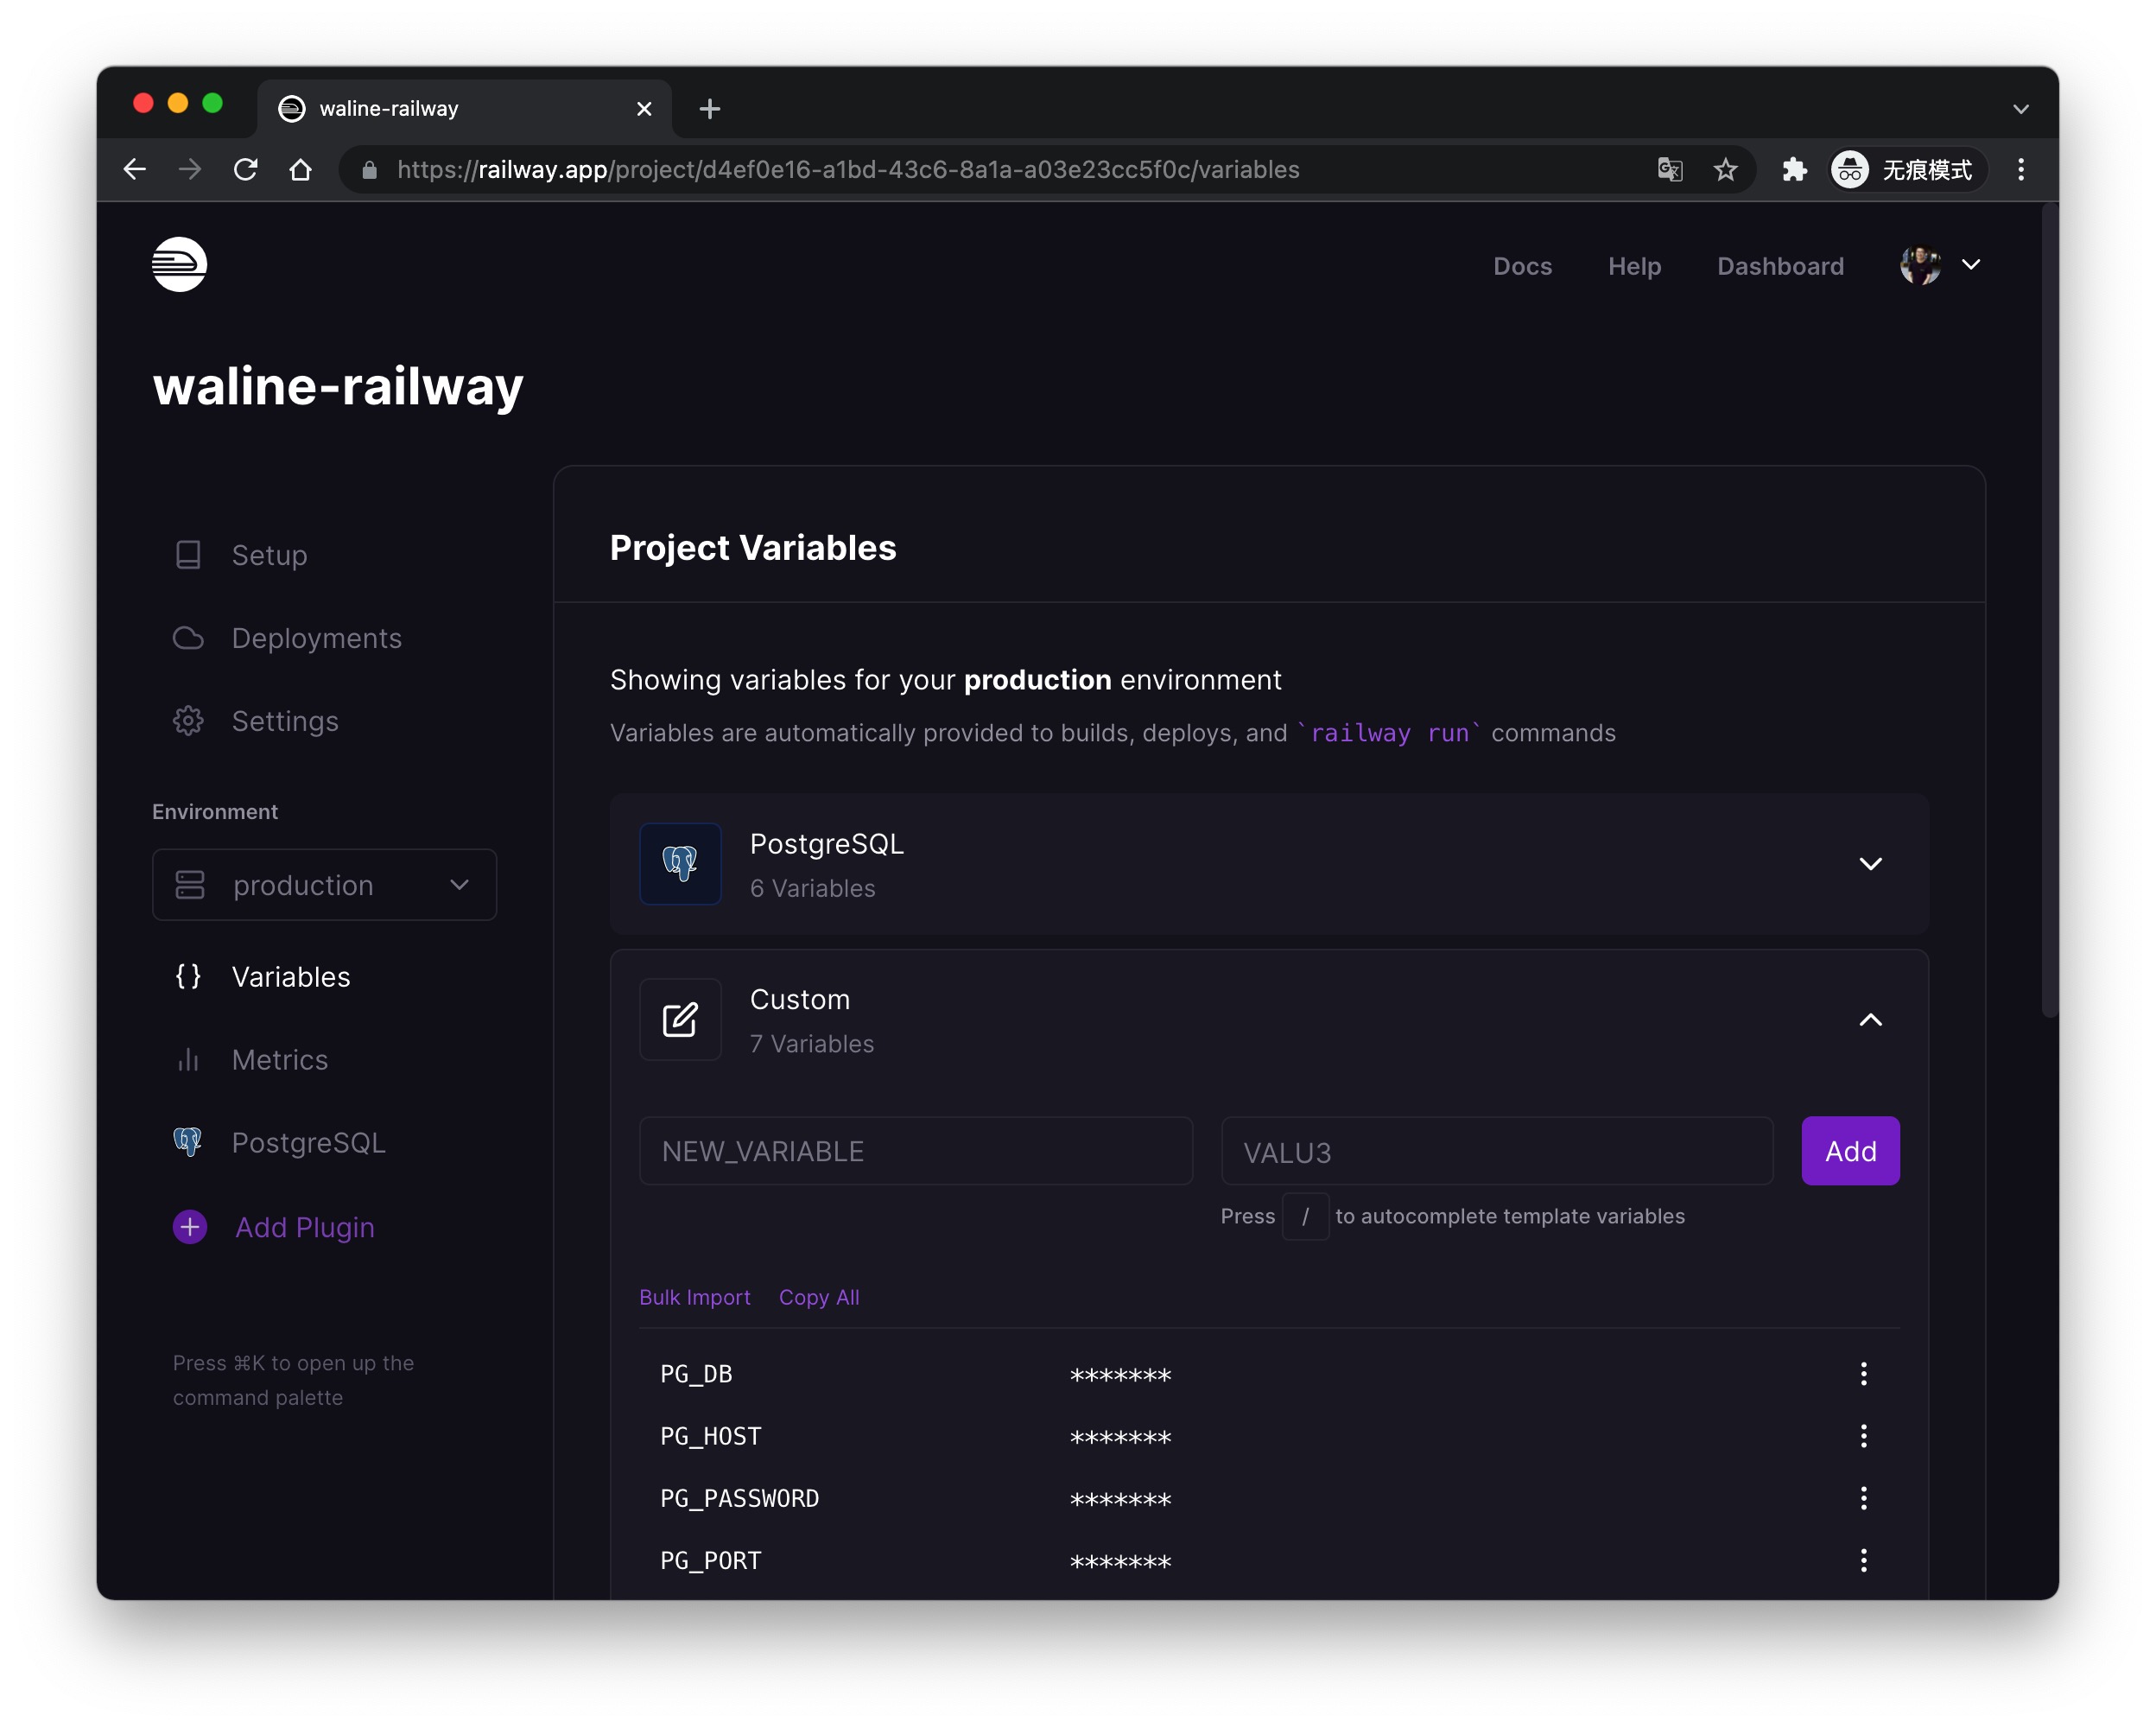 waline-railway
https://railway.app/project/d4ef0e16-a1bd-43c6-8a1a-a03e23cc5f0c/variables
无痕模式
Docs Help Dashboard
waline-railway
Setup
Deployments
Settings
Environment
production
Variables
Metrics
PostgreSQL
Add Plugin
Press ⌘K to open up the
command palette
Project Variables
Showing variables for your production environment
Variables are automatically provided to builds, deploys, and `railway run` commands
PostgreSQL
6 Variables
Custom
7 Variables
NEW_VARIABLE VALU3 Add
Press / to autocomplete template variables
Bulk Import Copy All
PG_DB *******
PG_HOST *******
PG_PASSWORD *******
PG_PORT *******